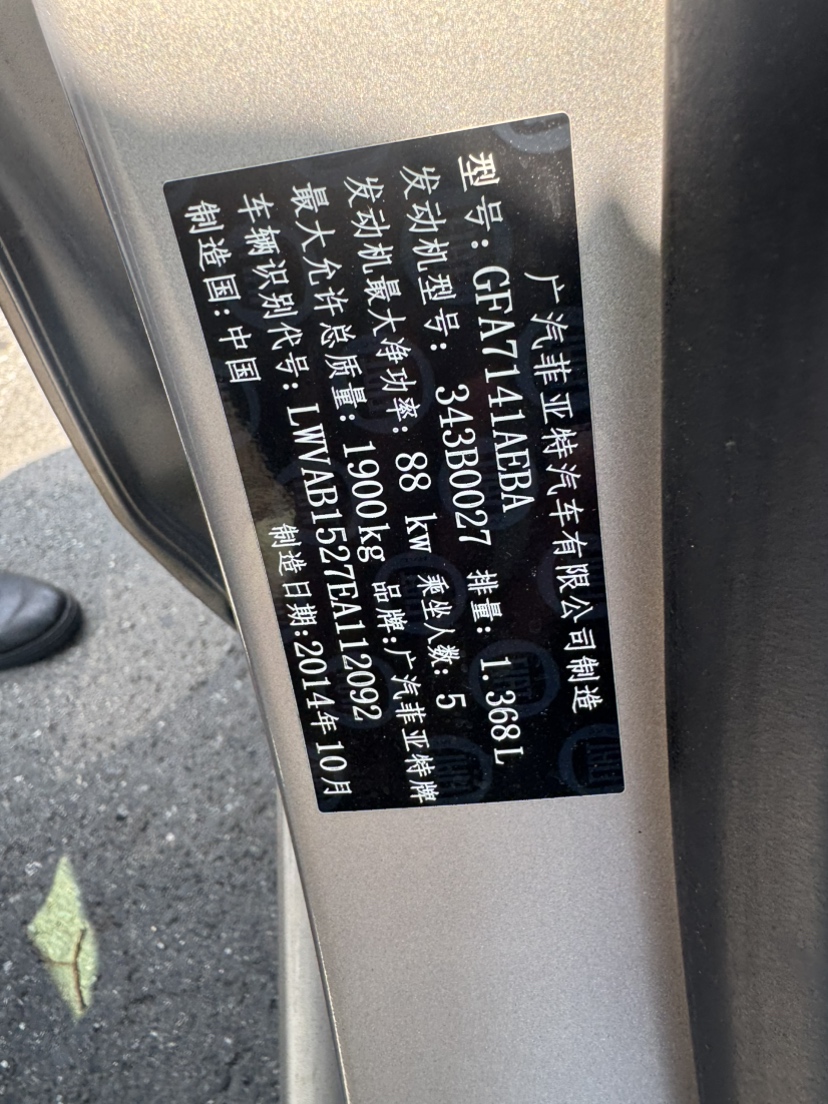 广汽菲亚特汽车有限公司制造
型号:GFA7141AEBA
发动机型号: 343B0027 排量: 1.368L
发动机最大净功率: 88 kw 乘坐人数: 5
最大允许总质量: 1900kg 品牌:广汽菲亚特牌
车辆识别代号: LWVAB1527EA112092
制造国:中国 制造日期:2014年10月